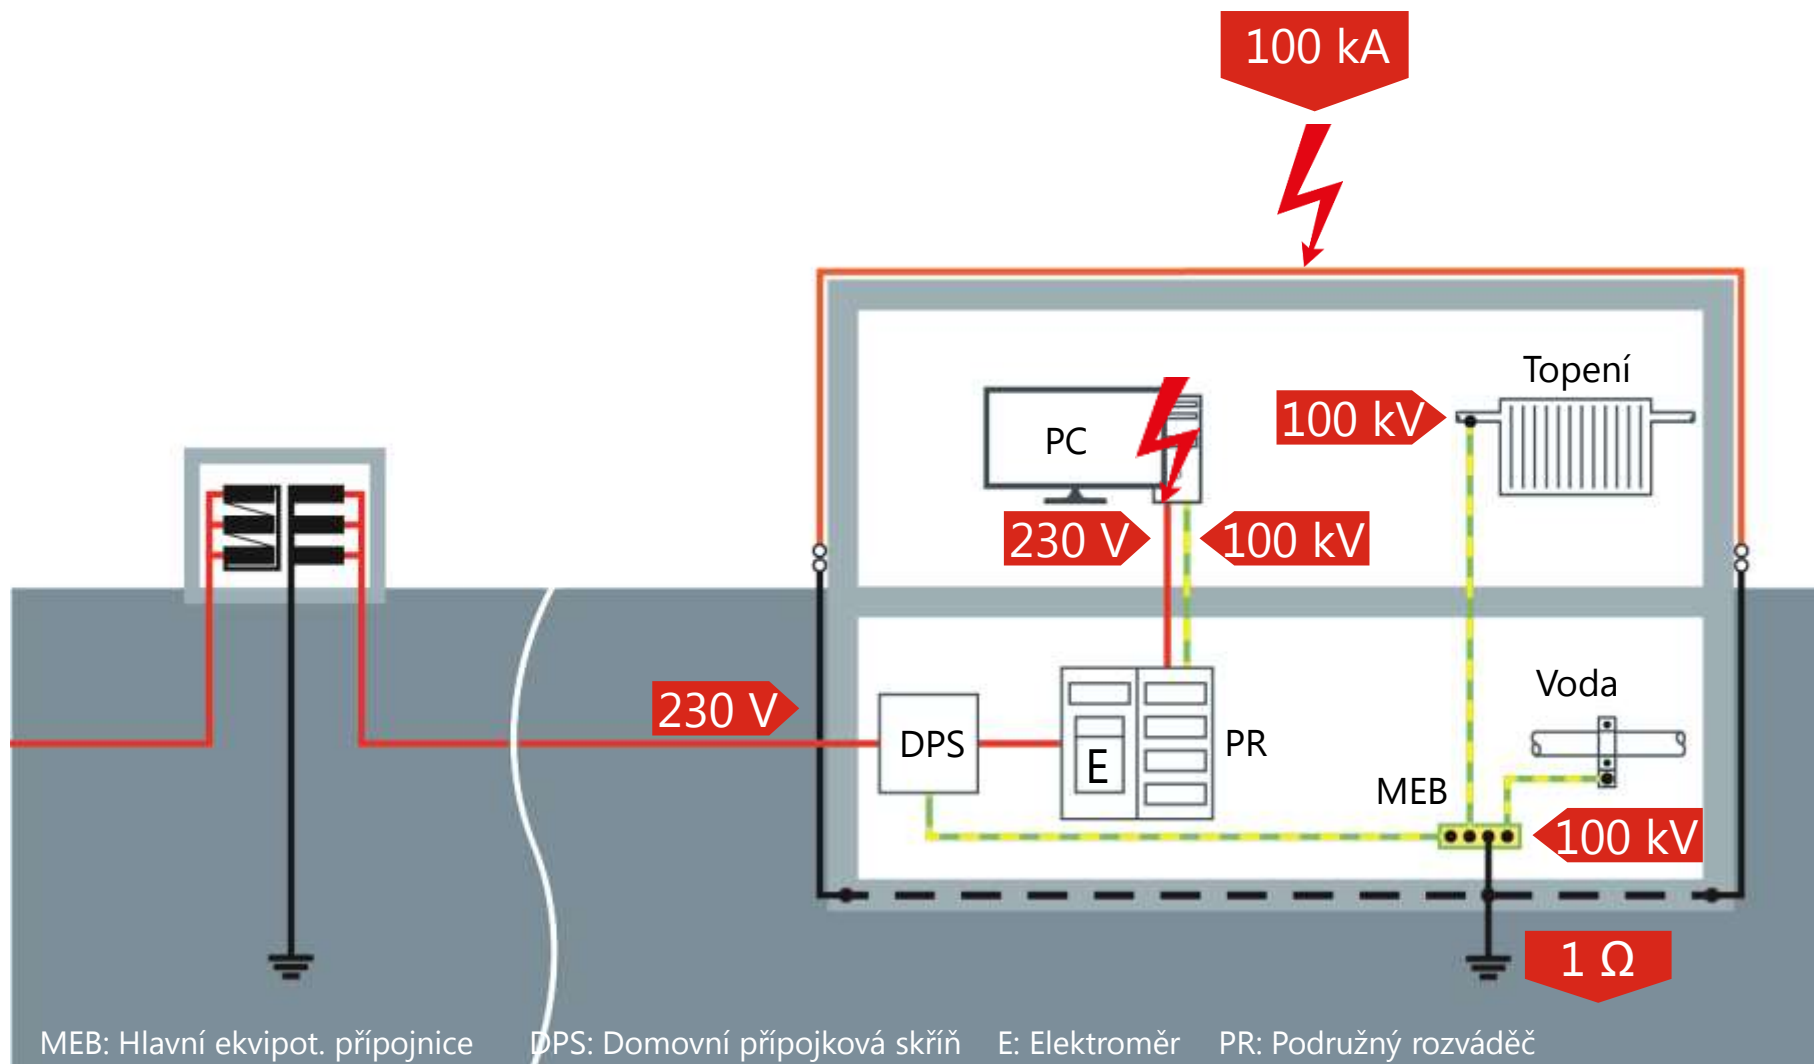 100 kA
Topení
100 kV
PC
230 V
100 kV
Voda
230 V
DPS
E
PR
MEB
100 kV
1 Ω
MEB: Hlavní ekvipot. přípojnice DPS: Domovní přípojková skříň E: Elektroměr PR: Podružný rozváděč